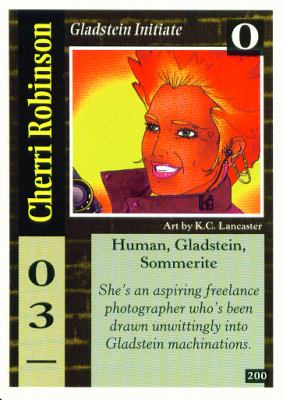 Gladstein Initiate
0
Cherri Robinson
Art by K.C. Lancaster
0
3
—
Human, Gladstein,
Sommerite
She's an aspiring freelance
photographer who's been
drawn unwittingly into
Gladstein machinations.
200